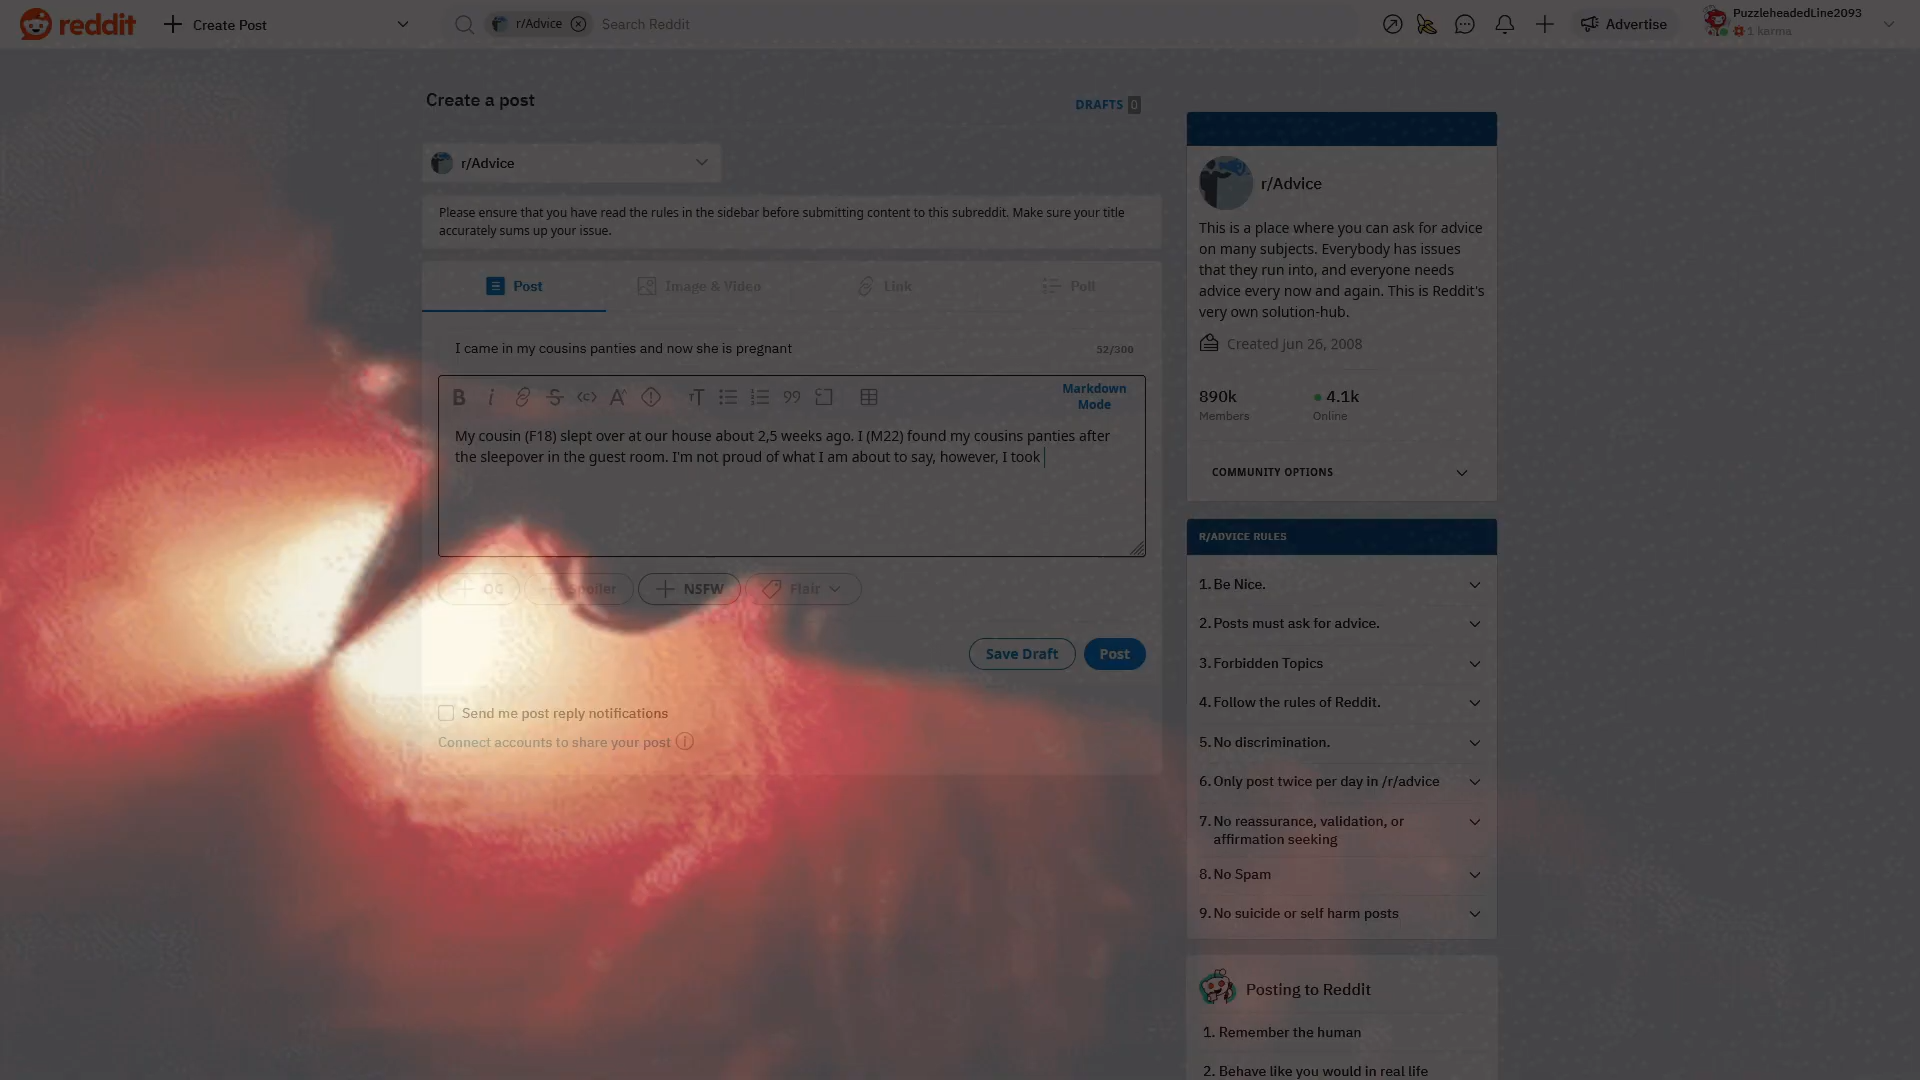 reddit
Create Post
r/Advice
Search Reddit
Advertise
PuzzleheadedLine2093
1 karma
Create a post
DRAFTS 0
r/Advice
Please ensure that you have read the rules in the sidebar before submitting content to this subreddit. Make sure your title
accurately sums up your issue.
Post
Image & Video
Link
Poll
I came in my cousins panties and now she is pregnant
52/300
Markdown
Mode
My cousin (F18) slept over at our house about 2,5 weeks ago. I (M22) found my cousins panties after
the sleepover in the guest room. I'm not proud of what I am about to say, however, I took
OC
Spoiler
NSFW
Flair
Save Draft
Post
Send me post reply notifications
Connect accounts to share your post
r/Advice
This is a place where you can ask for advice
on many subjects. Everybody has issues
that they run into, and everyone needs
advice every now and again. This is Reddit's
very own solution-hub.
Created Jun 26, 2008
890k
4.1k
Members
Online
COMMUNITY OPTIONS
R/ADVICE RULES
1. Be Nice.
2. Posts must ask for advice.
3. Forbidden Topics
4. Follow the rules of Reddit.
5. No discrimination.
6. Only post twice per day in /r/advice
7. No reassurance, validation, or
affirmation seeking
8. No Spam
9. No suicide or self harm posts
Posting to Reddit
1. Remember the human
2. Behave like you would in real life